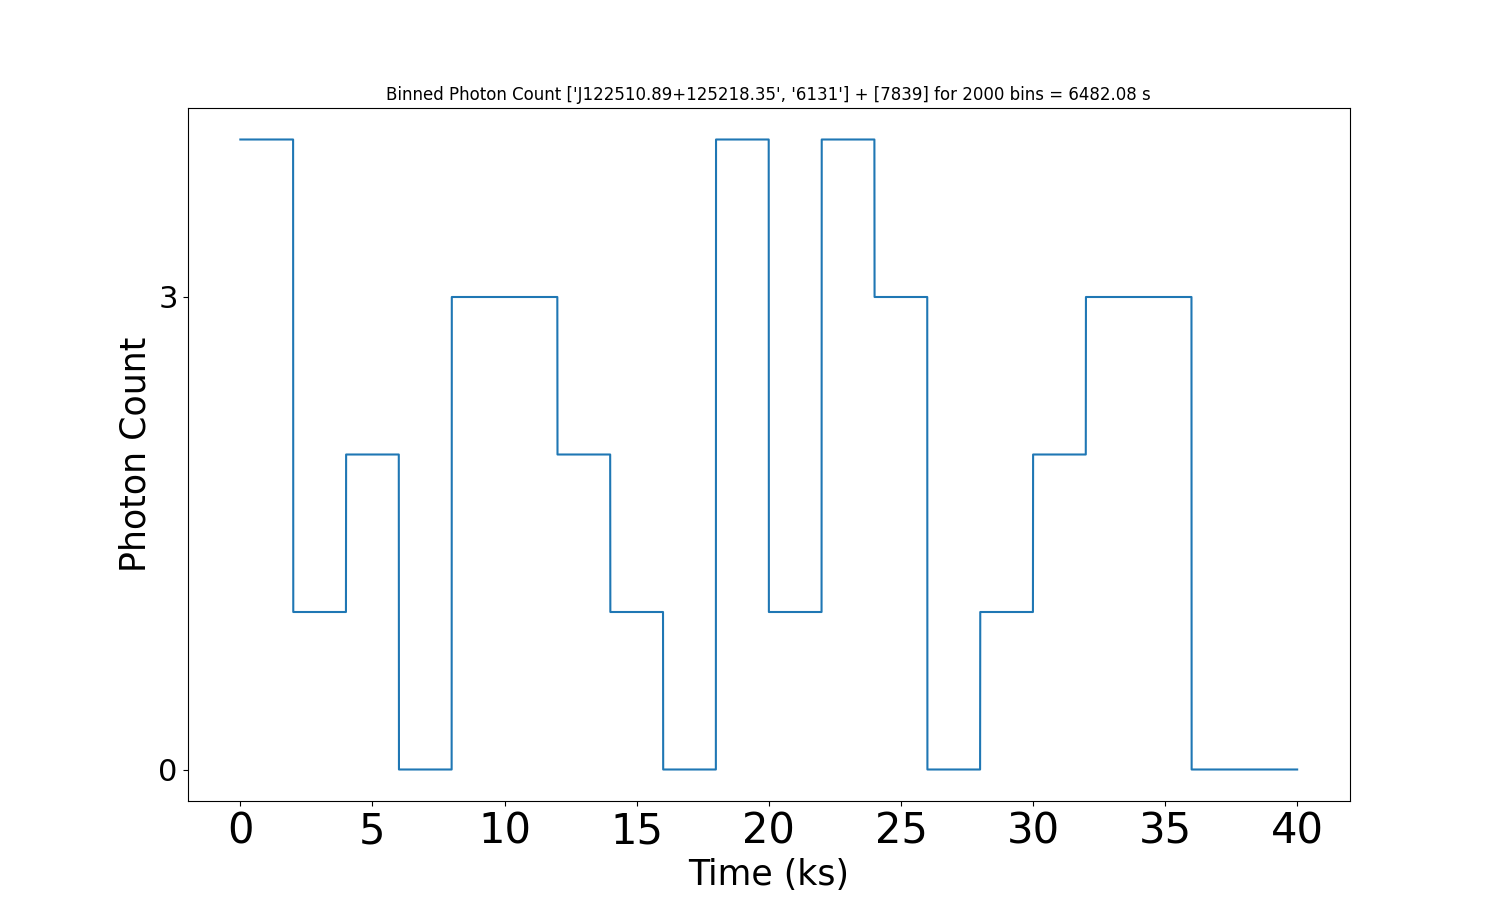 Binned Photon Count ['J122510.89+125218.35', '6131'] + [7839] for 2000 bins = 6482.08 s
Photon Count
3
0
0 5 10 15 20 25 30 35 40
Time (ks)